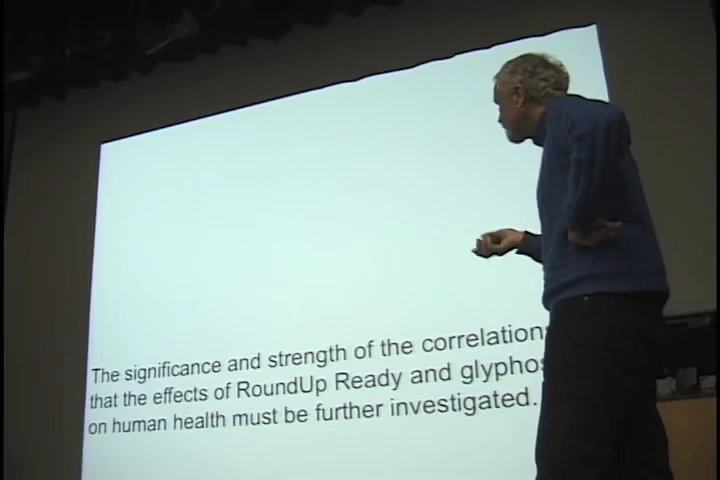 The significance and strength of the correlation
that the effects of RoundUp Ready and glypho
on human health must be further investigated.